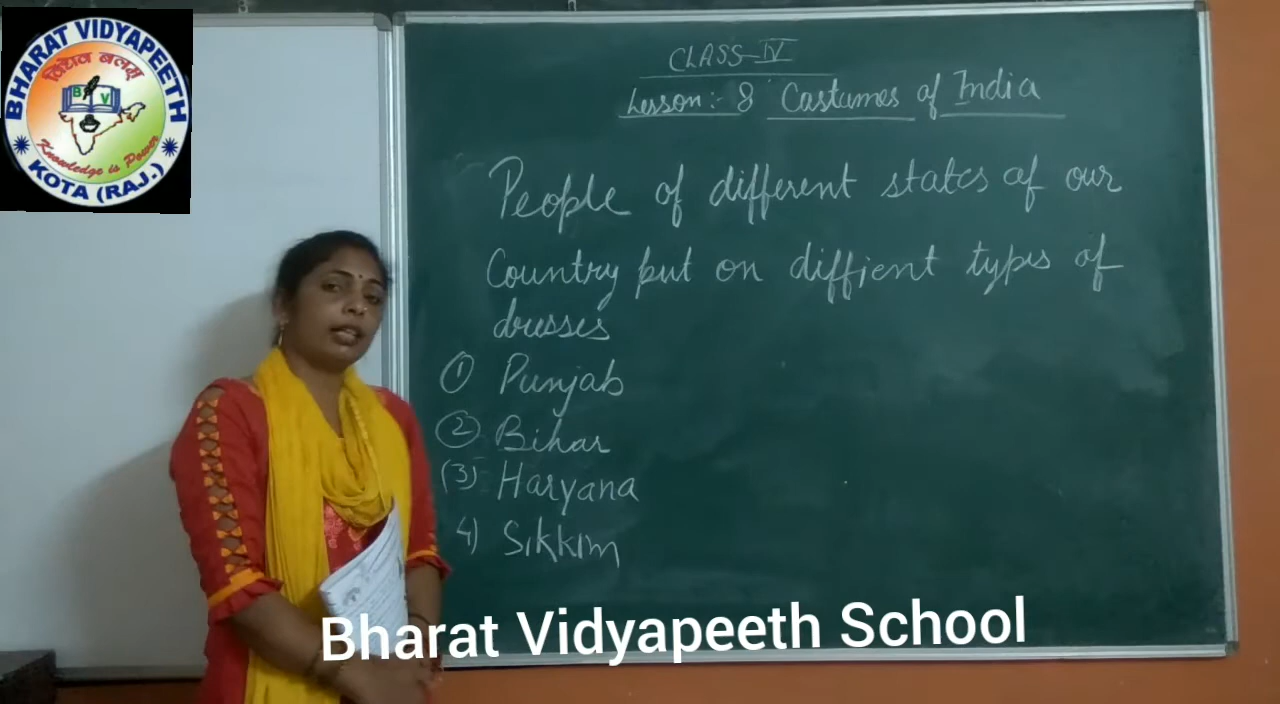 BHARAT VIDYAPEETH
B V
Knowledge is Power
KOTA (RAJ.)
CLASS-IV
Lesson:- 8 Castumes of India
People of different states of our
Country put on diffient types of
dresses
① Punjab
② Bihar
(3) Haryana
4) Sikkim
Bharat Vidyapeeth School